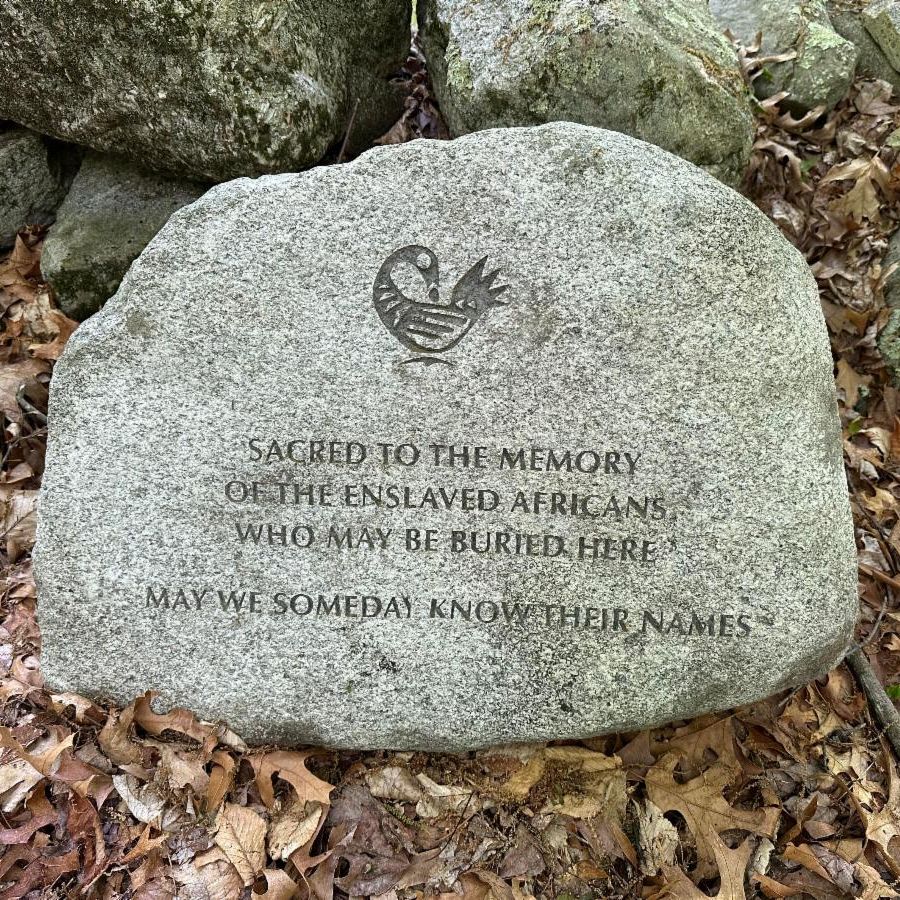 SACRED TO THE MEMORY
OF THE ENSLAVED AFRICANS
WHO MAY BE BURIED HERE
MAY WE SOMEDAY KNOW THEIR NAMES